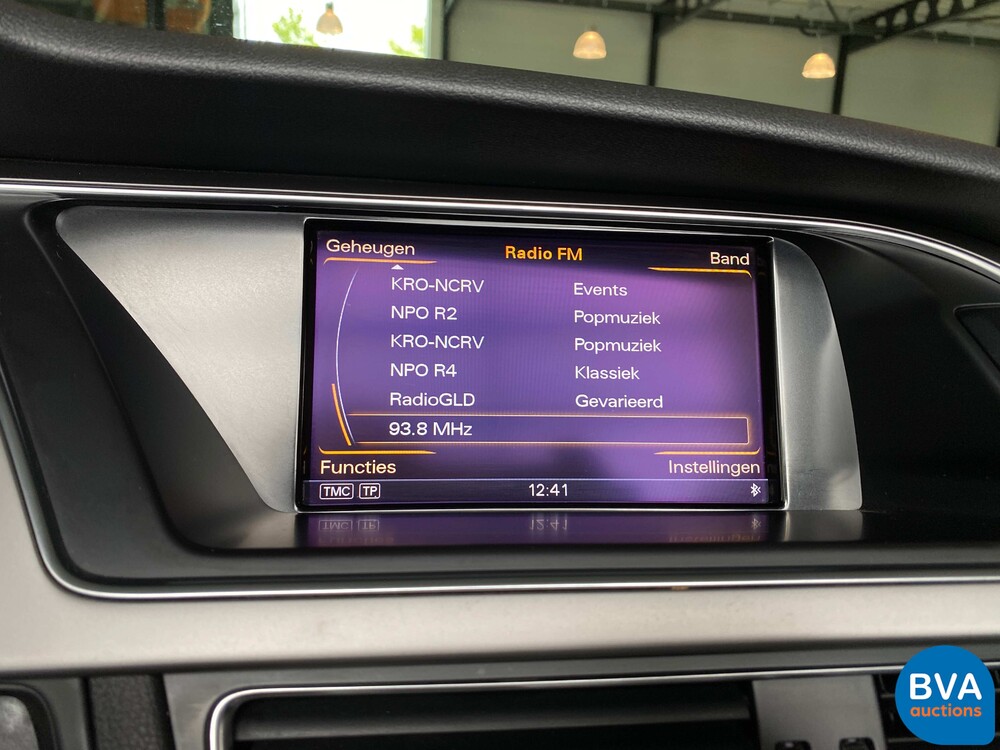 Geheugen Radio FM Band
KRO-NCRV Events
NPO R2 Popmuziek
KRO-NCRV Popmuziek
NPO R4 Klassiek
RadioGLD Gevarieerd
93.8 MHz
Functies Instellingen
TMC TP 12:41
BVA
auctions